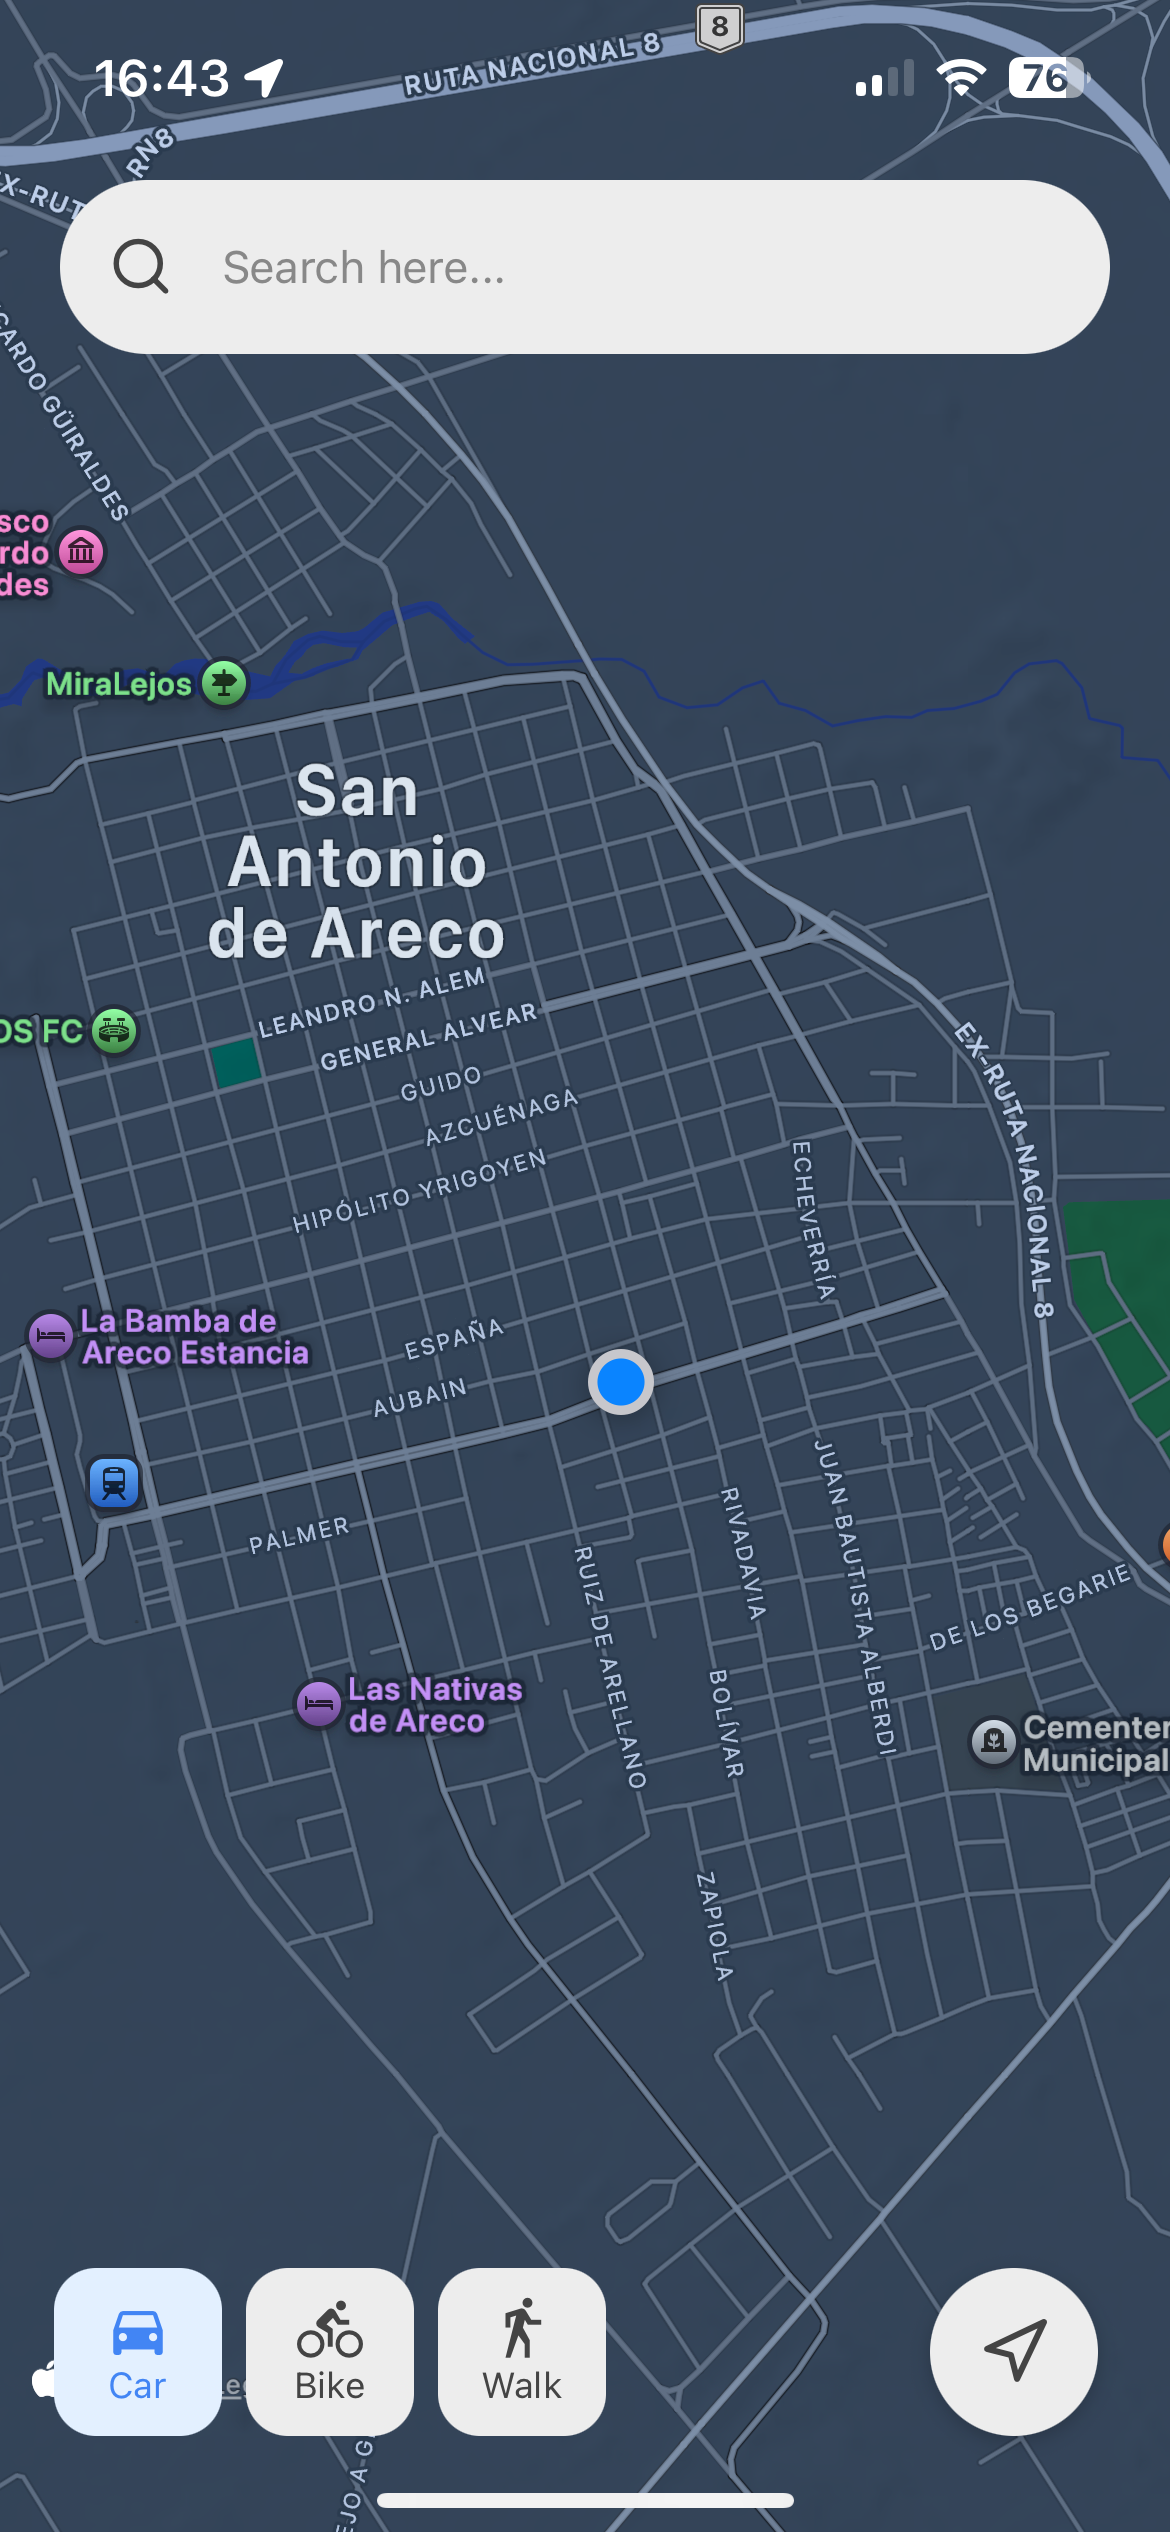 8
16:43
76
RUTA NACIONAL 8
RN8
Search here...
MiraLejos
San
Antonio
de Areco
LEANDRO N. ALEM
GENERAL ALVEAR
FC
GUIDO
AZCUÉNAGA
HIPÓLITO YRIGOYEN
EX-RUTA NACIONAL 8
ECHEVERRÍA
La Bamba de
Areco Estancia
ESPAÑA
AUBAIN
PALMER
RUIZ DE ARELLANO
RIVADAVIA
JUAN BAUTISTA ALBERDI
DE LOS BEGARIE
BOLÍVAR
Las Nativas
de Areco
Cementer
Municipal
ZAPIOLA
Car
Bike
Walk